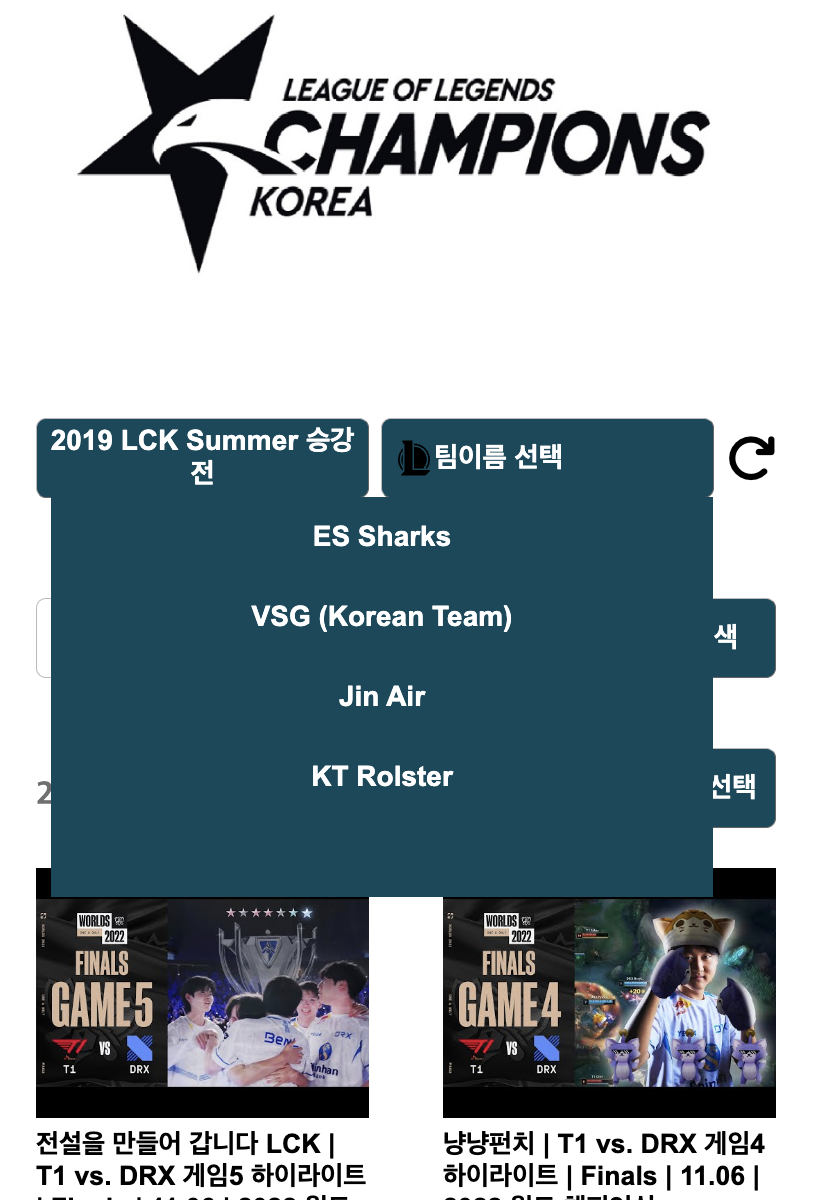 LEAGUE OF LEGENDS
CHAMPIONS
KOREA
2019 LCK Summer 승강
전
팀이름 선택
ES Sharks
VSG (Korean Team)
색
Jin Air
KT Rolster
2
선택
WORLDS
2022
FINALS
GAME 5
VS
T1
DRX
WORLDS
2022
FINALS
GAME 4
VS
T1
DRX
전설을 만들어 갑니다 LCK |
T1 vs. DRX 게임5 하이라이트
냥냥펀치 | T1 vs. DRX 게임4
하이라이트 | Finals | 11.06 |